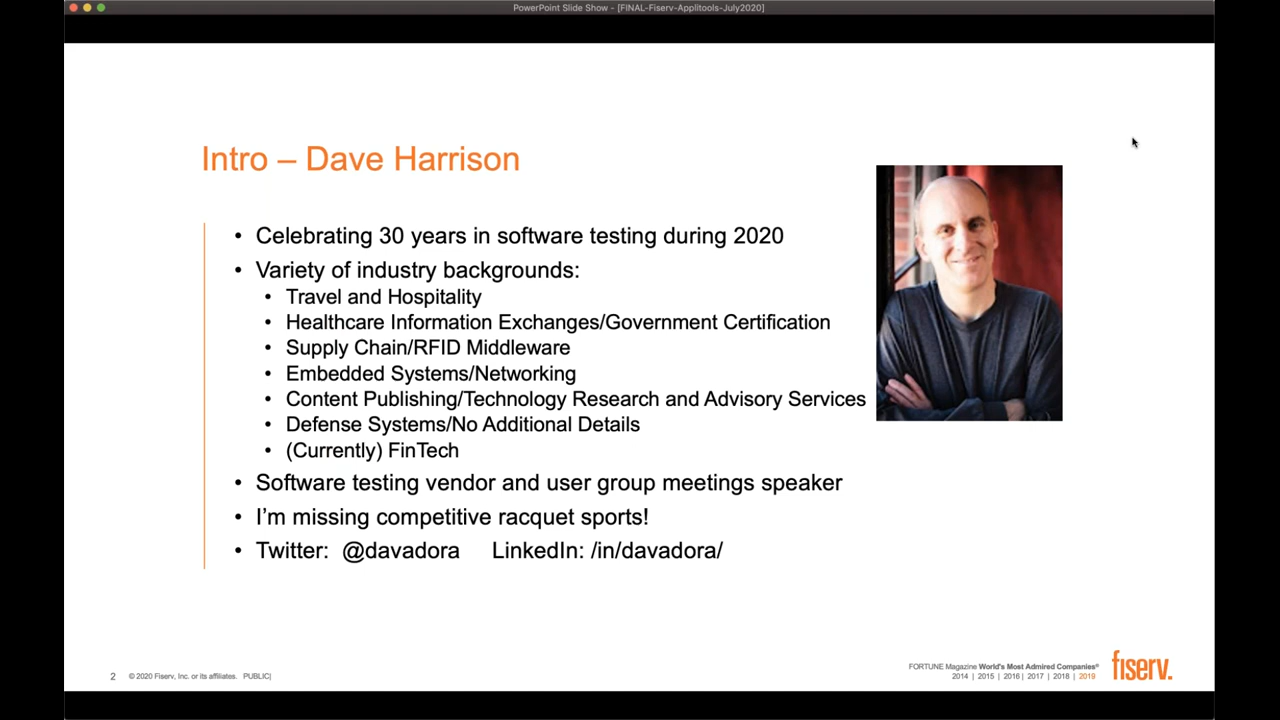 PowerPoint Slide Show - [FINAL-Fiserv-Applitools-July2020]
Intro – Dave Harrison
• Celebrating 30 years in software testing during 2020
• Variety of industry backgrounds:
• Travel and Hospitality
• Healthcare Information Exchanges/Government Certification
• Supply Chain/RFID Middleware
• Embedded Systems/Networking
• Content Publishing/Technology Research and Advisory Services
• Defense Systems/No Additional Details
• (Currently) FinTech
• Software testing vendor and user group meetings speaker
• I'm missing competitive racquet sports!
• Twitter: @davadora LinkedIn: /in/davadora/
2 © 2020 Fiserv, Inc. or its affiliates. PUBLIC|
FORTUNE Magazine World's Most Admired Companies®
2014 | 2015 | 2016 | 2017 | 2018 | 2019
fiserv.